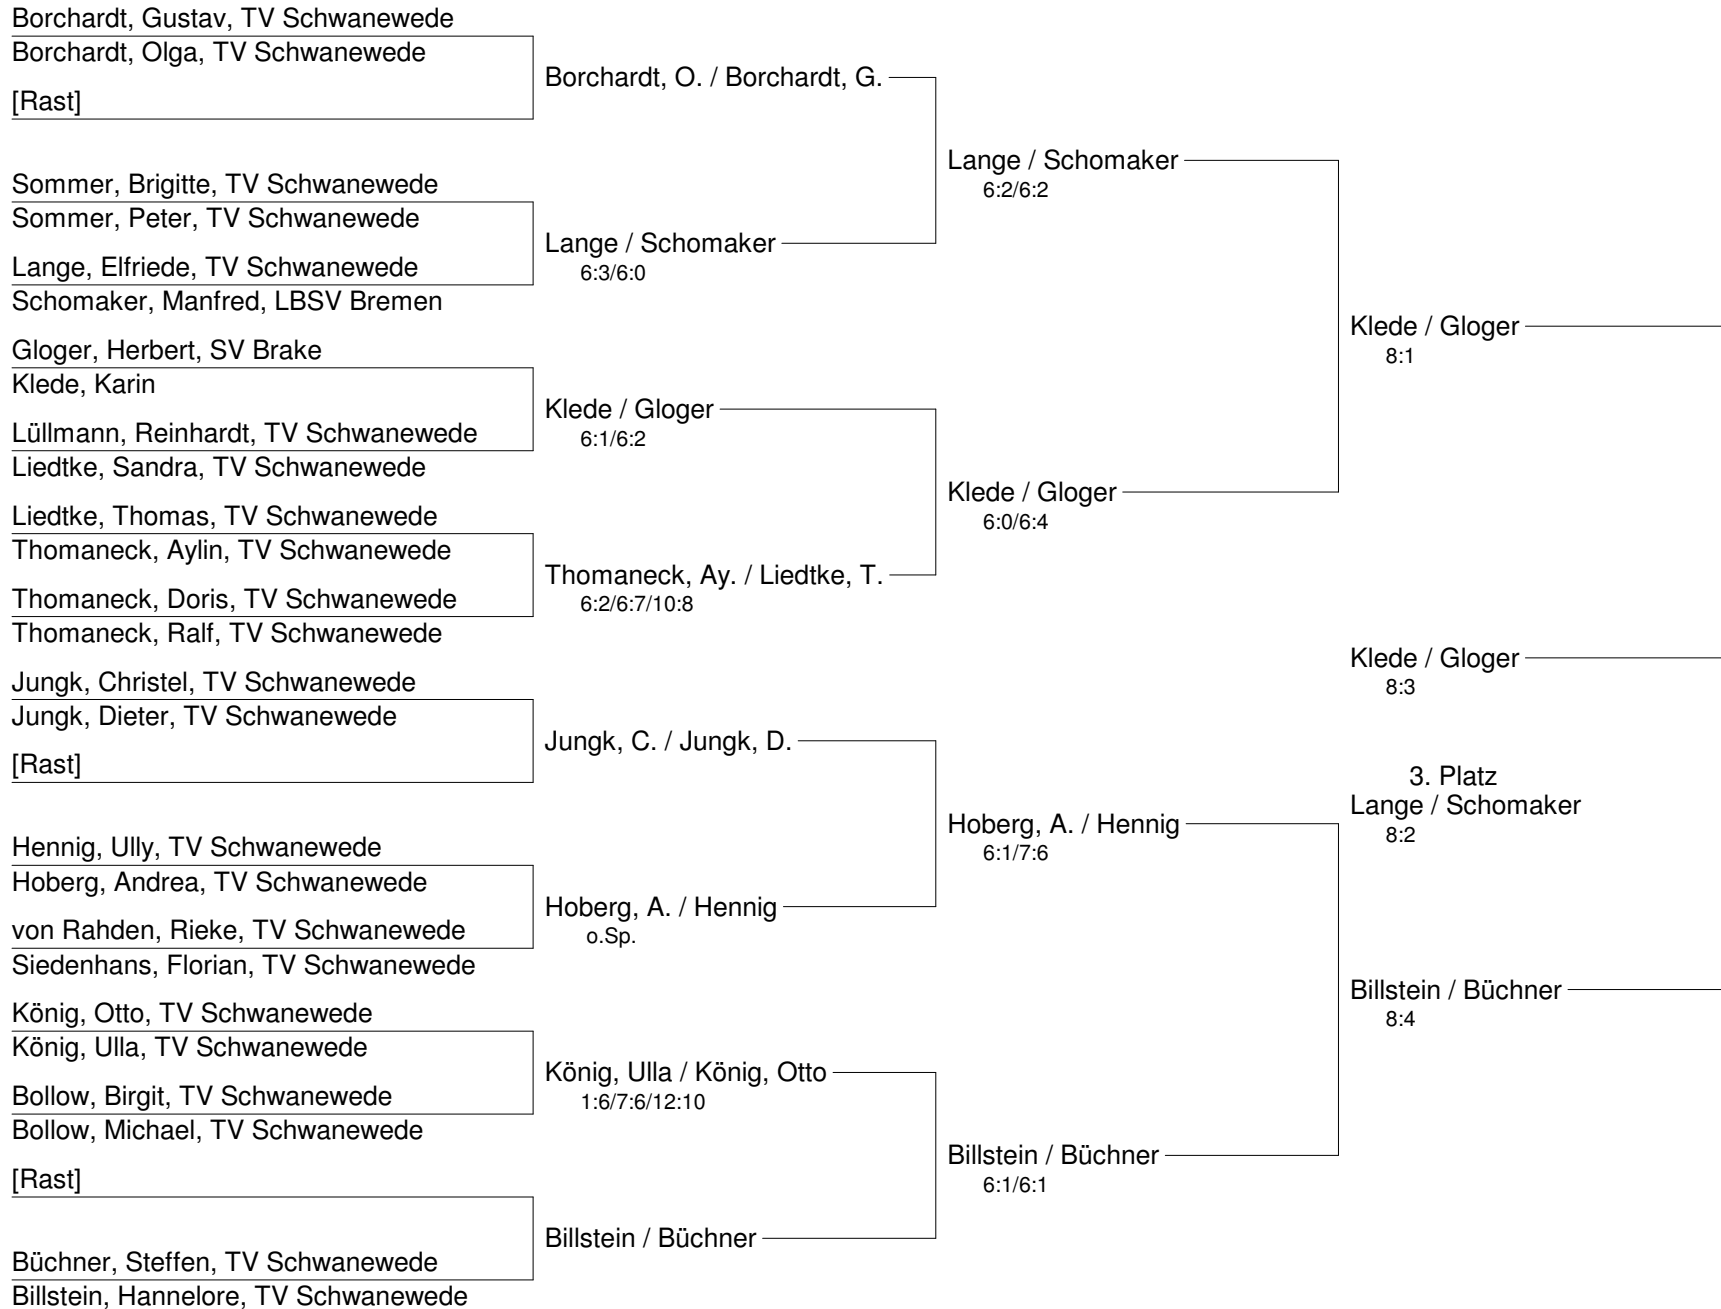 Borchardt, Gustav, TV Schwanewede
Borchardt, Olga, TV Schwanewede
[Rast]
Sommer, Brigitte, TV Schwanewede
Sommer, Peter, TV Schwanewede
Lange, Elfriede, TV Schwanewede
Schomaker, Manfred, LBSV Bremen
Gloger, Herbert, SV Brake
Klede, Karin
Lüllmann, Reinhardt, TV Schwanewede
Liedtke, Sandra, TV Schwanewede
Liedtke, Thomas, TV Schwanewede
Thomaneck, Aylin, TV Schwanewede
Thomaneck, Doris, TV Schwanewede
Thomaneck, Ralf, TV Schwanewede
Jungk, Christel, TV Schwanewede
Jungk, Dieter, TV Schwanewede
[Rast]
Hennig, Ully, TV Schwanewede
Hoberg, Andrea, TV Schwanewede
von Rahden, Rieke, TV Schwanewede
Siedenhans, Florian, TV Schwanewede
König, Otto, TV Schwanewede
König, Ulla, TV Schwanewede
Bollow, Birgit, TV Schwanewede
Bollow, Michael, TV Schwanewede
[Rast]
Büchner, Steffen, TV Schwanewede
Billstein, Hannelore, TV Schwanewede
Borchardt, O. / Borchardt, G.
Lange / Schomaker
6:3/6:0
Klede / Gloger
6:1/6:2
Thomaneck, Ay. / Liedtke, T.
6:2/6:7/10:8
Jungk, C. / Jungk, D.
Hoberg, A. / Hennig
o.Sp.
König, Ulla / König, Otto
1:6/7:6/12:10
Billstein / Büchner
Lange / Schomaker
6:2/6:2
Klede / Gloger
6:0/6:4
Hoberg, A. / Hennig
6:1/7:6
Billstein / Büchner
6:1/6:1
Klede / Gloger
8:1
Klede / Gloger
8:3
3. Platz
Lange / Schomaker
8:2
Billstein / Büchner
8:4